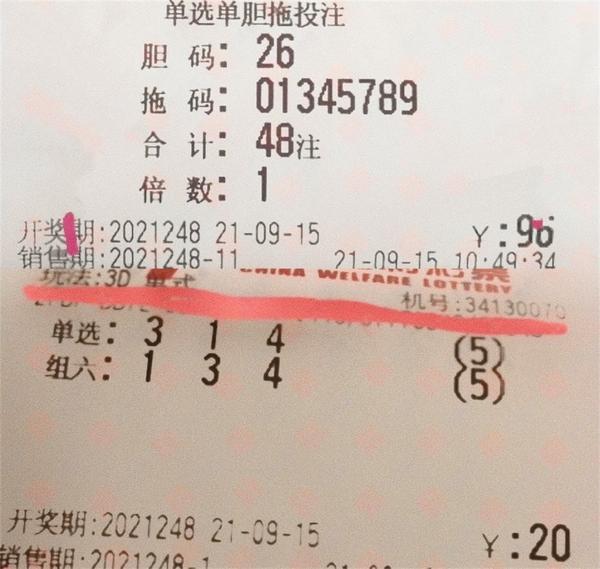 单选单胆拖投注
胆 码: 26
拖 码: 01345789
合 计: 48注
倍 数: 1
开奖期:2021248 21-09-15 ¥:96
销售期:2021248-11 21-09-15 10:49:34
玩法:3D 单式 CHINA WELFARE LOTTERY
机号:34130070
单选: 3 1 4 (5)
组六: 1 3 4 (5)
开奖期:2021248 21-09-15 ¥:20
销售期:2021248-1